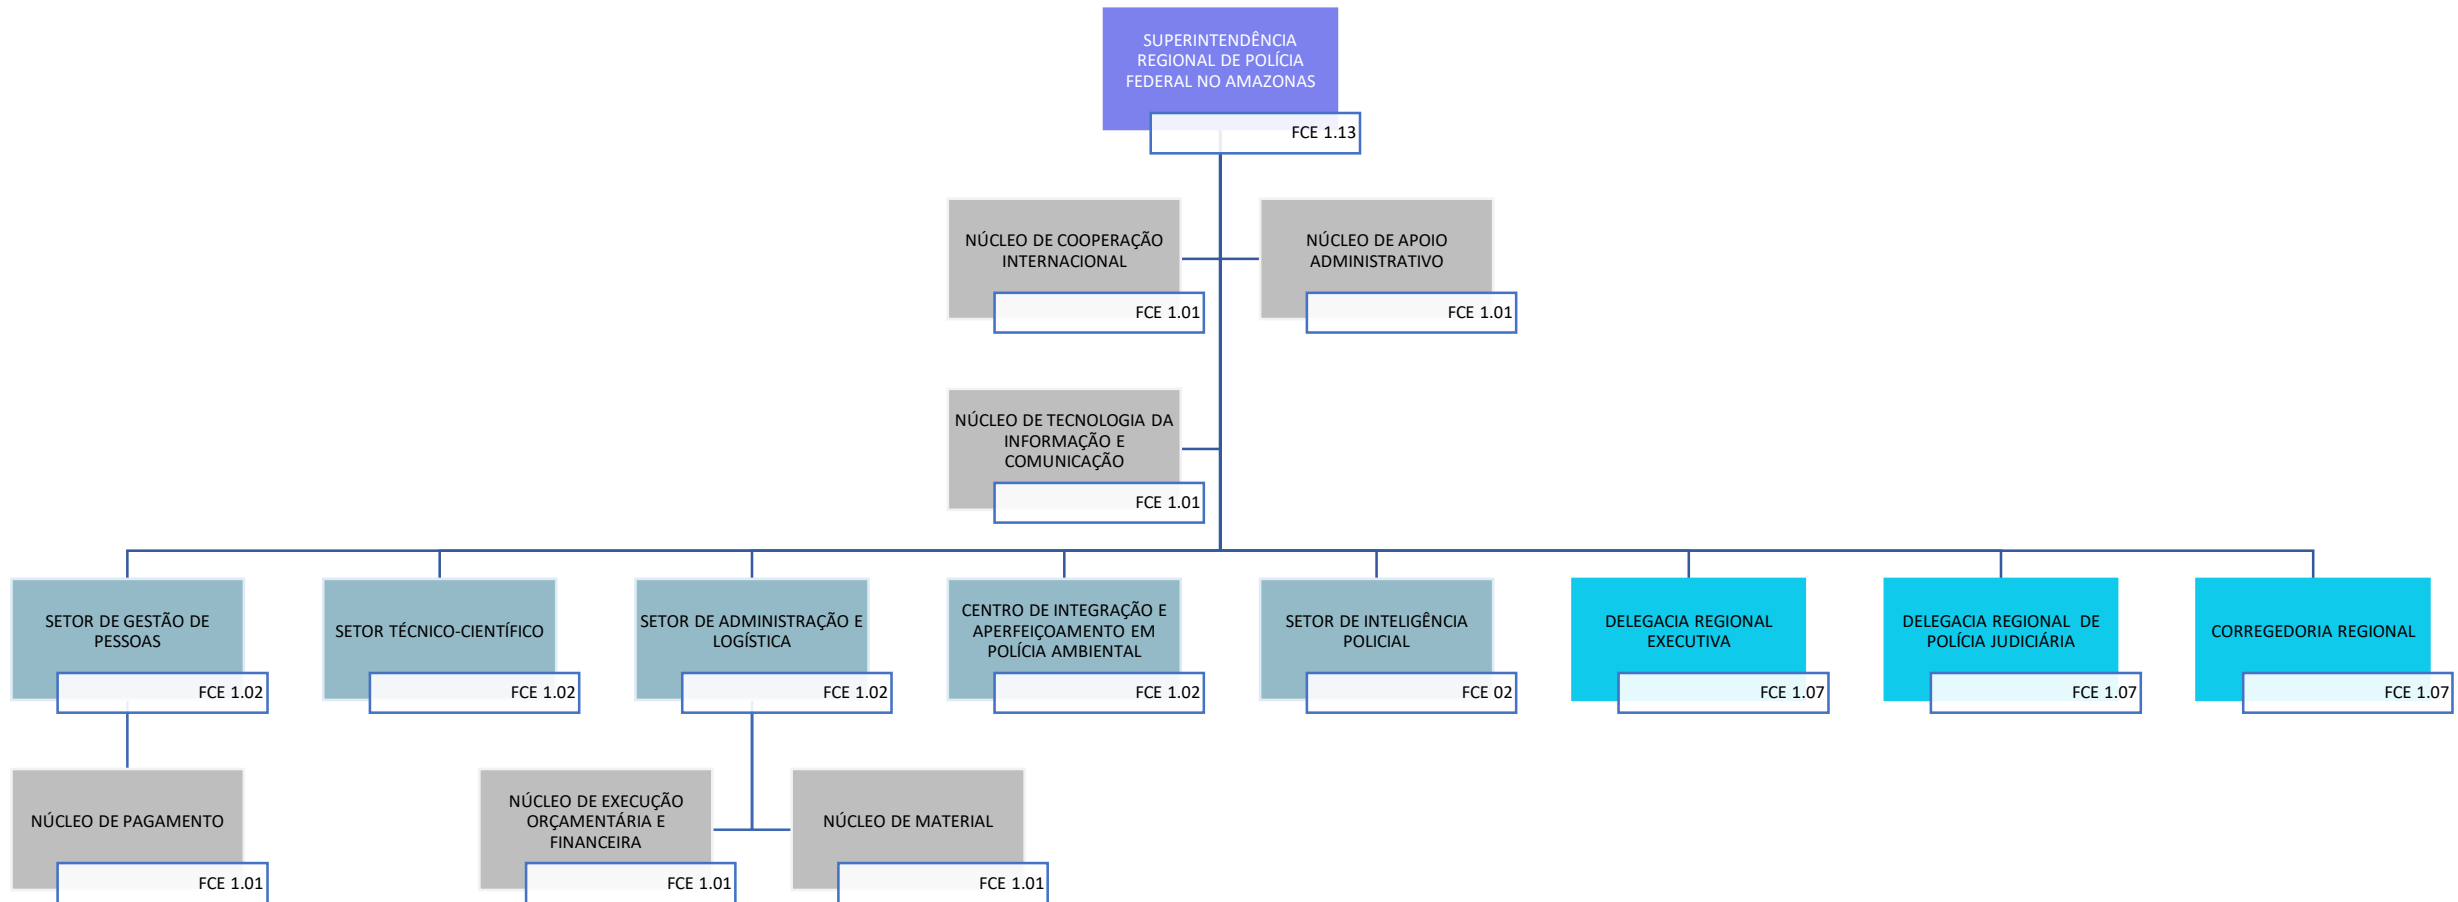 SUPERINTENDÊNCIA
REGIONAL DE POLÍCIA
FEDERAL NO AMAZONAS
FCE 1.13
NÚCLEO DE COOPERAÇÃO
INTERNACIONAL
FCE 1.01
NÚCLEO DE APOIO
ADMINISTRATIVO
FCE 1.01
NÚCLEO DE TECNOLOGIA DA
INFORMAÇÃO E
COMUNICAÇÃO
FCE 1.01
SETOR DE GESTÃO DE
PESSOAS
FCE 1.02
SETOR TÉCNICO-CIENTÍFICO
FCE 1.02
SETOR DE ADMINISTRAÇÃO E
LOGÍSTICA
FCE 1.02
CENTRO DE INTEGRAÇÃO E
APERFEIÇOAMENTO EM
POLÍCIA AMBIENTAL
FCE 1.02
SETOR DE INTELIGÊNCIA
POLICIAL
FCE 02
DELEGACIA REGIONAL
EXECUTIVA
FCE 1.07
DELEGACIA REGIONAL  DE
POLÍCIA JUDICIÁRIA
FCE 1.07
CORREGEDORIA REGIONAL
FCE 1.07
NÚCLEO DE PAGAMENTO
FCE 1.01
NÚCLEO DE EXECUÇÃO
ORÇAMENTÁRIA E
FINANCEIRA
FCE 1.01
NÚCLEO DE MATERIAL
FCE 1.01